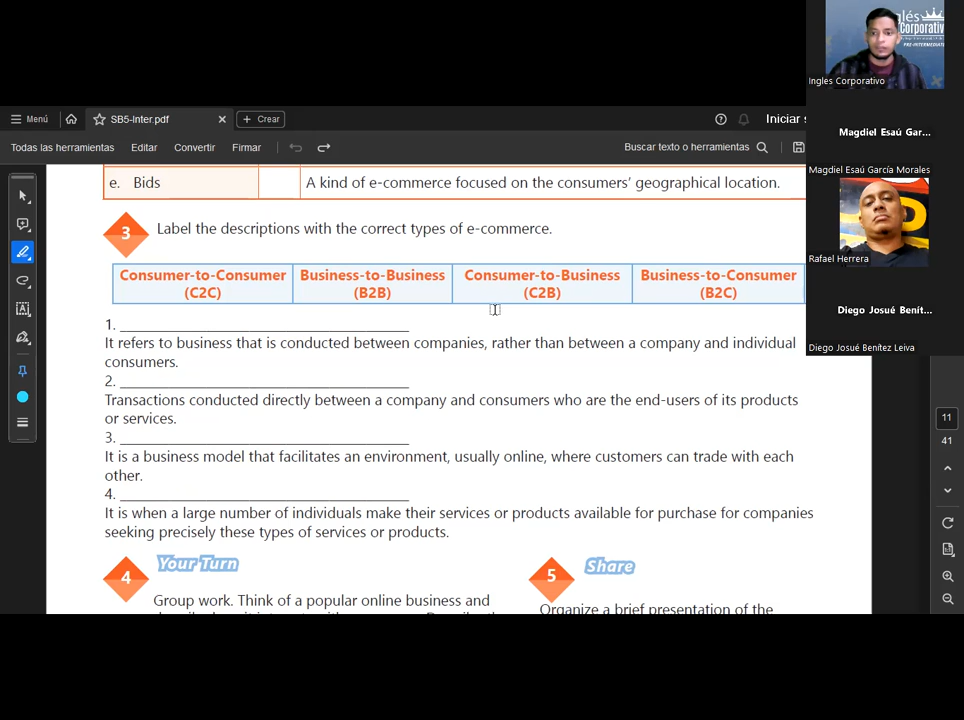 glés
Corporativo
PRE-INTERMEDIATE
Ingles Corporativo
Magdiel Esaú Gar...
Magdiel Esaú García Morales
Rafael Herrera
Diego Josué Benít...
Diego Josué Benítez Leiva
Menú
SB5-Inter.pdf
Crear
Iniciar s
Todas las herramientas
Editar
Convertir
Firmar
Buscar texto o herramientas
e. Bids
A kind of e-commerce focused on the consumers' geographical location.
3
Label the descriptions with the correct types of e-commerce.
Consumer-to-Consumer
(C2C)
Business-to-Business
(B2B)
Consumer-to-Business
(C2B)
Business-to-Consumer
(B2C)
1.
It refers to business that is conducted between companies, rather than between a company and individual
consumers.
2.
Transactions conducted directly between a company and consumers who are the end-users of its products
or services.
3.
It is a business model that facilitates an environment, usually online, where customers can trade with each
other.
4.
It is when a large number of individuals make their services or products available for purchase for companies
seeking precisely these types of services or products.
4
Your Turn
Group work. Think of a popular online business and
5
Share
Organize a brief presentation of the
11
41